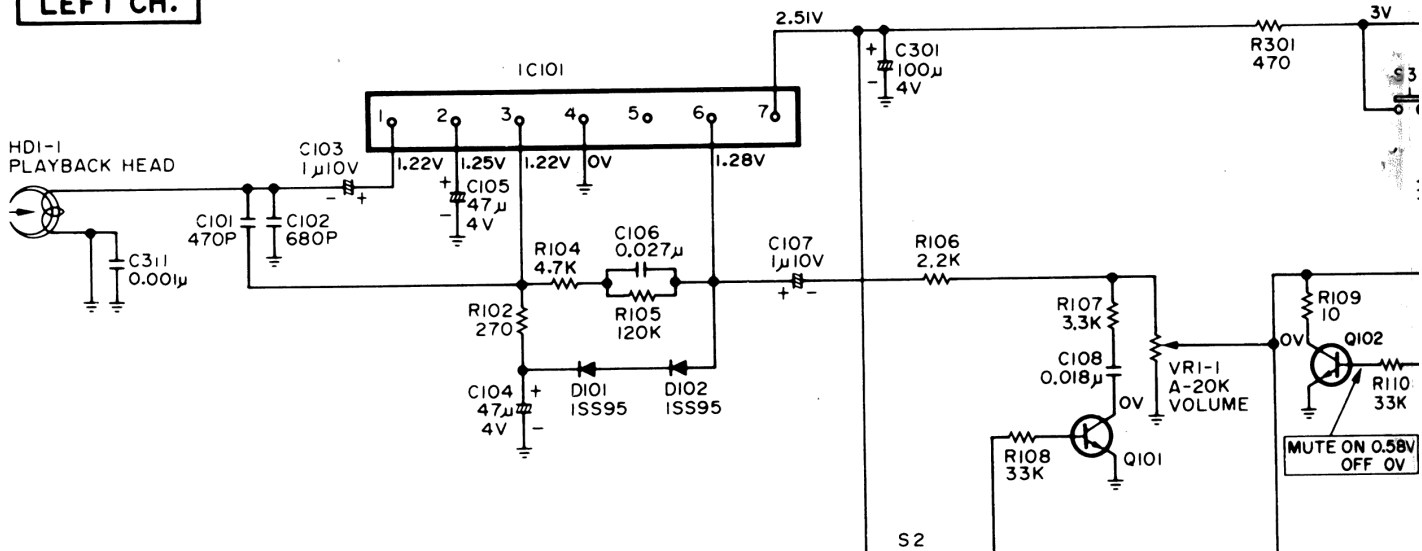 LEFT CH.
2.51V
3V
C301
100μ
4V
R301
470
S3
IC101
1 2 3 4 5 6 7
HD1-1
PLAYBACK HEAD
C103
1μ10V
1.22V 1.25V 1.22V 0V 1.28V
C105
47μ
4V
C101
470P
C102
680P
C311
0.001μ
R104
4.7K
C106
0.027μ
R105
120K
C107
1μ10V
R106
2.2K
R102
270
R107
3.3K
C108
0.018μ
0V
VR1-1
A-20K
VOLUME
R109
10
0V
Q102
R110
33K
D101
1SS95
D102
1SS95
C104
47μ
4V
R108
33K
Q101
MUTE ON 0.58V
OFF 0V
S2